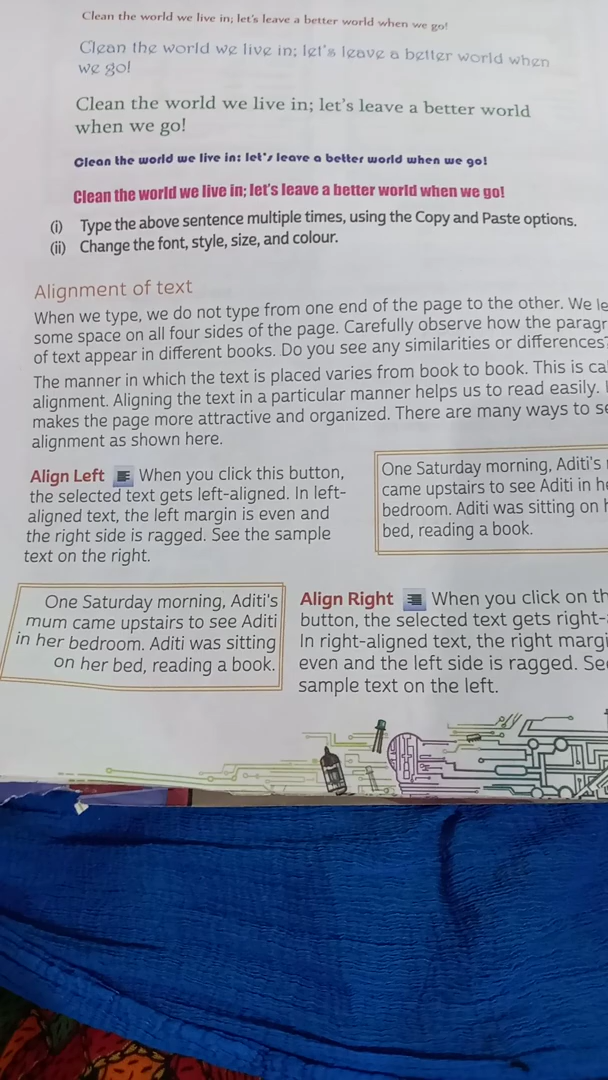 Clean the world we live in; let's leave a better world when we go!
Clean the world we live in; let's leave a better world when
we go!
Clean the world we live in; let's leave a better world
when we go!
Clean the world we live in; let's leave a better world when we go!
Clean the world we live in; let's leave a better world when we go!
(i) Type the above sentence multiple times, using the Copy and Paste options.
(ii) Change the font, style, size, and colour.
Alignment of text
When we type, we do not type from one end of the page to the other. We
some space on all four sides of the page. Carefully observe how the
of text appear in different books. Do you see any similarities or differences?
The manner in which the text is placed varies from book to book. This is
alignment. Aligning the text in a particular manner helps us to read easily.
makes the page more attractive and organized. There are many ways to
alignment as shown here.
Align Left When you click this button,
the selected text gets left-aligned. In left-
aligned text, the left margin is even and
the right side is ragged. See the sample
text on the right.
One Saturday morning, Aditi's
came upstairs to see Aditi in
bedroom. Aditi was sitting on
bed, reading a book.
One Saturday morning, Aditi's
mum came upstairs to see Aditi
in her bedroom. Aditi was sitting
on her bed, reading a book.
Align Right When you click on
button, the selected text gets right-
In right-aligned text, the right
even and the left side is ragged.
sample text on the left.